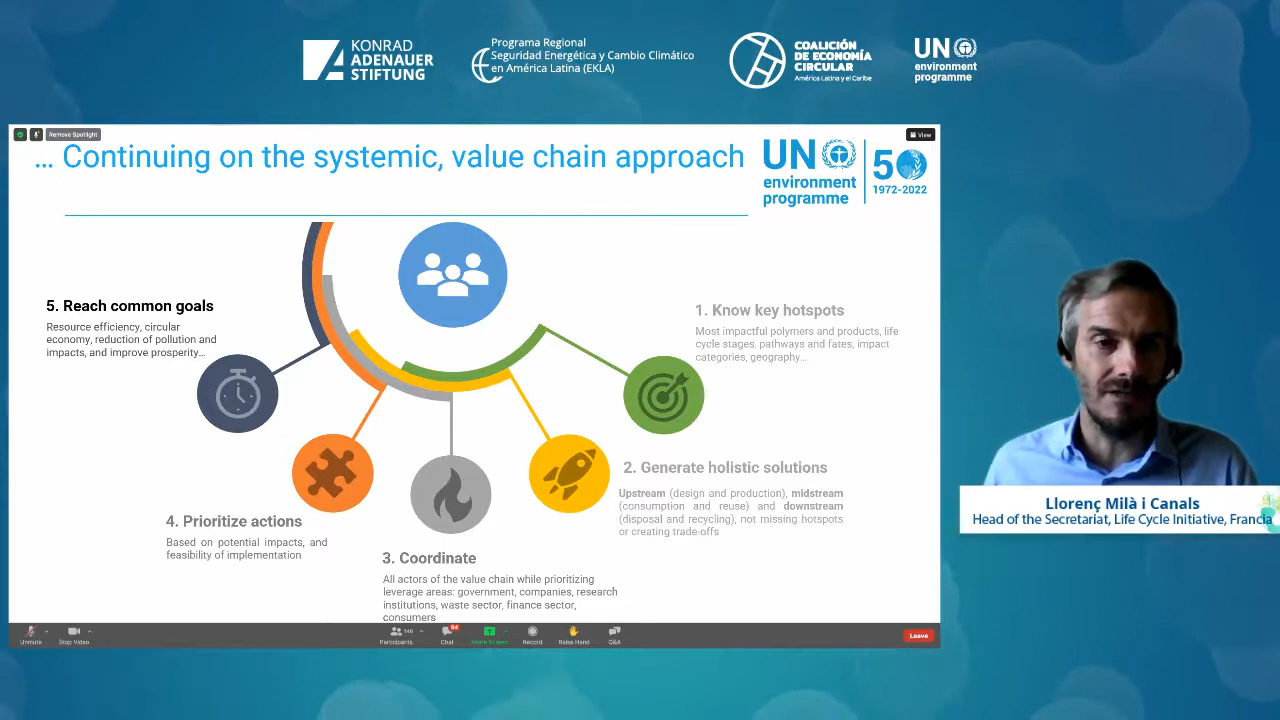 KONRAD
ADENAUER
STIFTUNG
Programa Regional
Seguridad Energética y Cambio Climático
en América Latina (EKLA)
COALICIÓN
DE ECONOMÍA
CIRCULAR
América Latina y el Caribe
UN
environment
programme
Remove Spotlight
View
... Continuing on the systemic, value chain approach
UN
environment
programme
50
1972-2022
5. Reach common goals
Resource efficiency, circular
economy, reduction of pollution and
impacts, and improve prosperity...
1. Know key hotspots
Most impactful polymers and products, life
cycle stages, pathways and fates, impact
categories, geography...
2. Generate holistic solutions
Upstream (design and production), midstream
(consumption and reuse) and downstream
(disposal and recycling), not missing hotspots
or creating trade-offs
4. Prioritize actions
Based on potential impacts, and
feasibility of implementation
3. Coordinate
All actors of the value chain while prioritizing
leverage areas: government, companies, research
institutions, waste sector, finance sector,
consumers
Llorenç Milà i Canals
Head of the Secretariat, Life Cycle Initiative, Francia
Unmute
Stop Video
Participants
146
Chat
54
Share Screen
Record
Raise Hand
Q&A
Leave